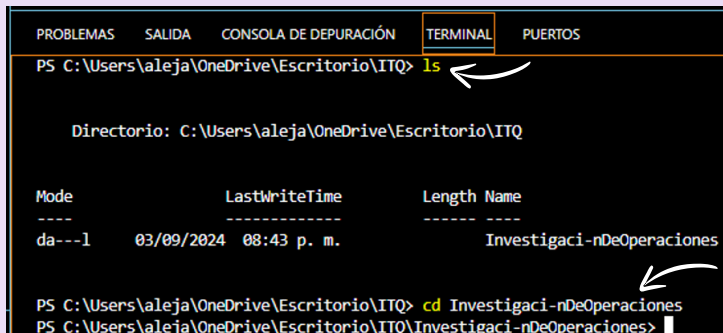 PROBLEMAS SALIDA CONSOLA DE DEPURACIÓN TERMINAL PUERTOS
PS C:\Users\aleja\OneDrive\Escritorio\ITQ> ls
Directorio: C:\Users\aleja\OneDrive\Escritorio\ITQ
Mode LastWriteTime Length Name
---- ------------- ------ ----
da---l 03/09/2024 08:43 p. m. Investigaci-nDeOperaciones
PS C:\Users\aleja\OneDrive\Escritorio\ITQ> cd Investigaci-nDeOperaciones
PS C:\Users\aleja\OneDrive\Escritorio\ITQ\Investigaci-nDeOperaciones>